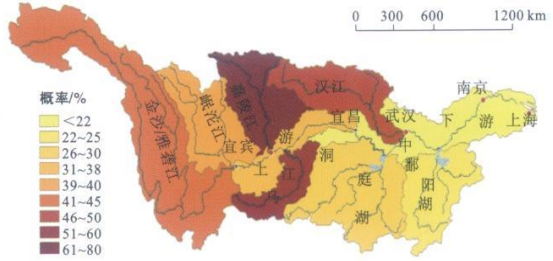 0 300 600 1200 km
概率/%
<22
22~25
26~30
31~38
39~40
41~45
46~50
51~60
61~80
金沙/雅砻江
岷沱江
嘉陵江
汉江
乌江
宜宾
宜昌
武汉
南京
上海
上游
中
下游
洞庭湖
鄱阳湖